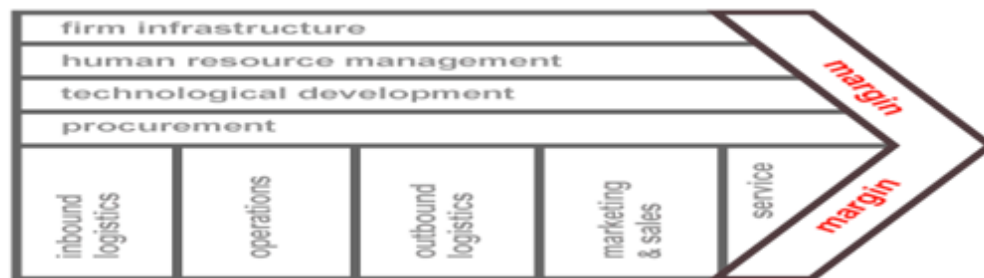 firm infrastructure
human resource management
technological development
procurement
inbound
logistics
operations
outbound
logistics
marketing
& sales
service
margin
margin